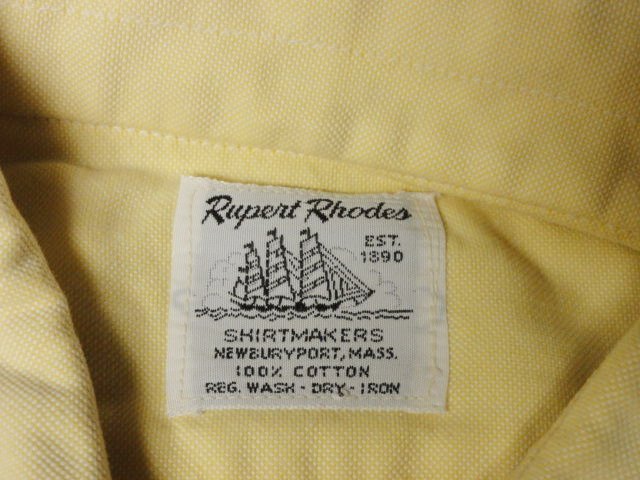 Rupert Rhodes
EST.
1890
SHIRTMAKERS
NEWBURYPORT, MASS.
100% COTTON
REG. WASH - DRY - IRON